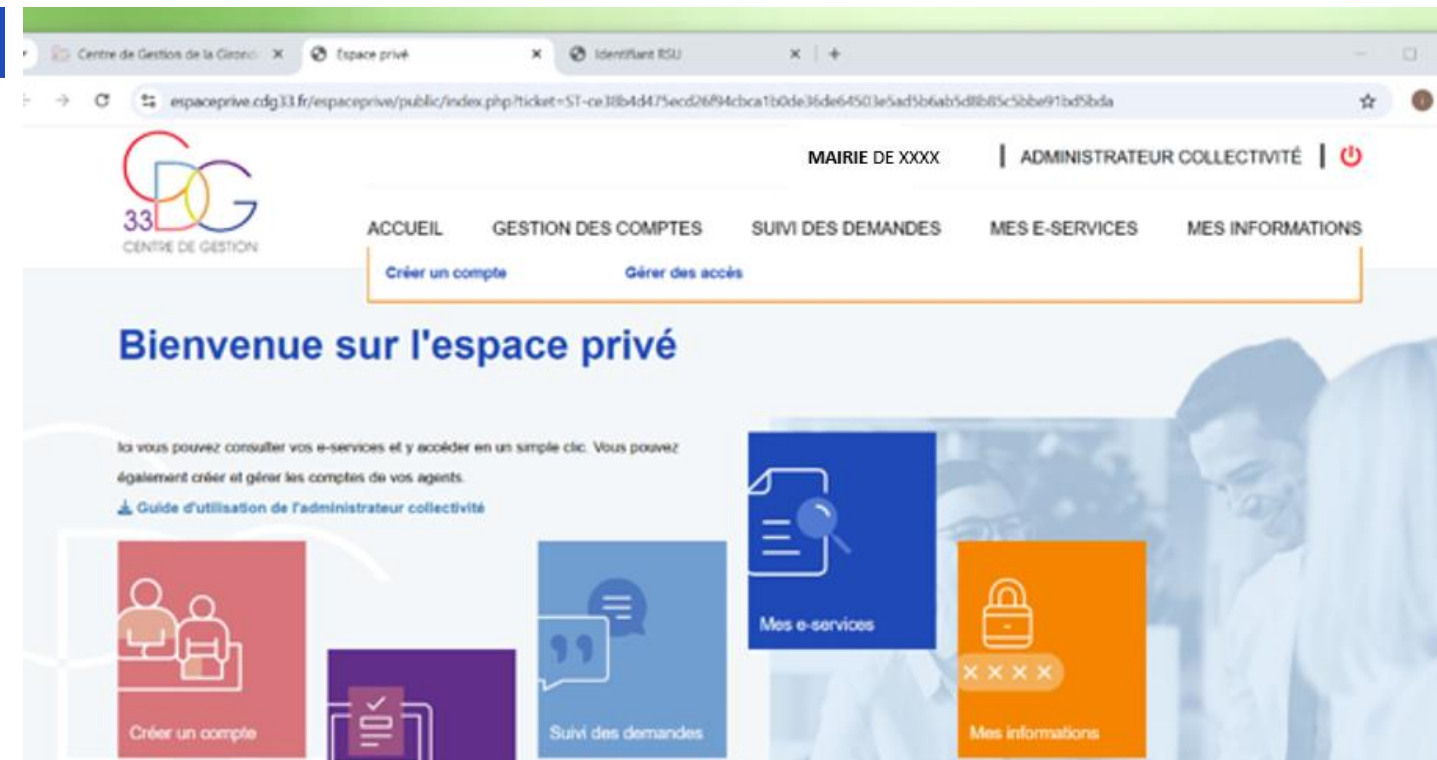 Centre de Gestion de la Girond
Espace privé
Identifiant RSU
espaceprive.cdg33.fr/espaceprive/public/index.php?ticket=ST-
MAIRIE DE XXXX
ADMINISTRATEUR COLLECTIVITÉ
CDG
33
CENTRE DE GESTION
ACCUEIL GESTION DES COMPTES SUIVI DES DEMANDES MES E-SERVICES MES INFORMATIONS
Créer un compte Gérer des accès
Bienvenue sur l'espace privé
Ici vous pouvez consulter vos e-services et y accéder en un simple clic. Vous pouvez
également créer et gérer les comptes de vos agents.
Guide d'utilisation de l'administrateur collectivité
Mes e-services
XXXX
Créer un compte
Suivi des demandes
Mes informations